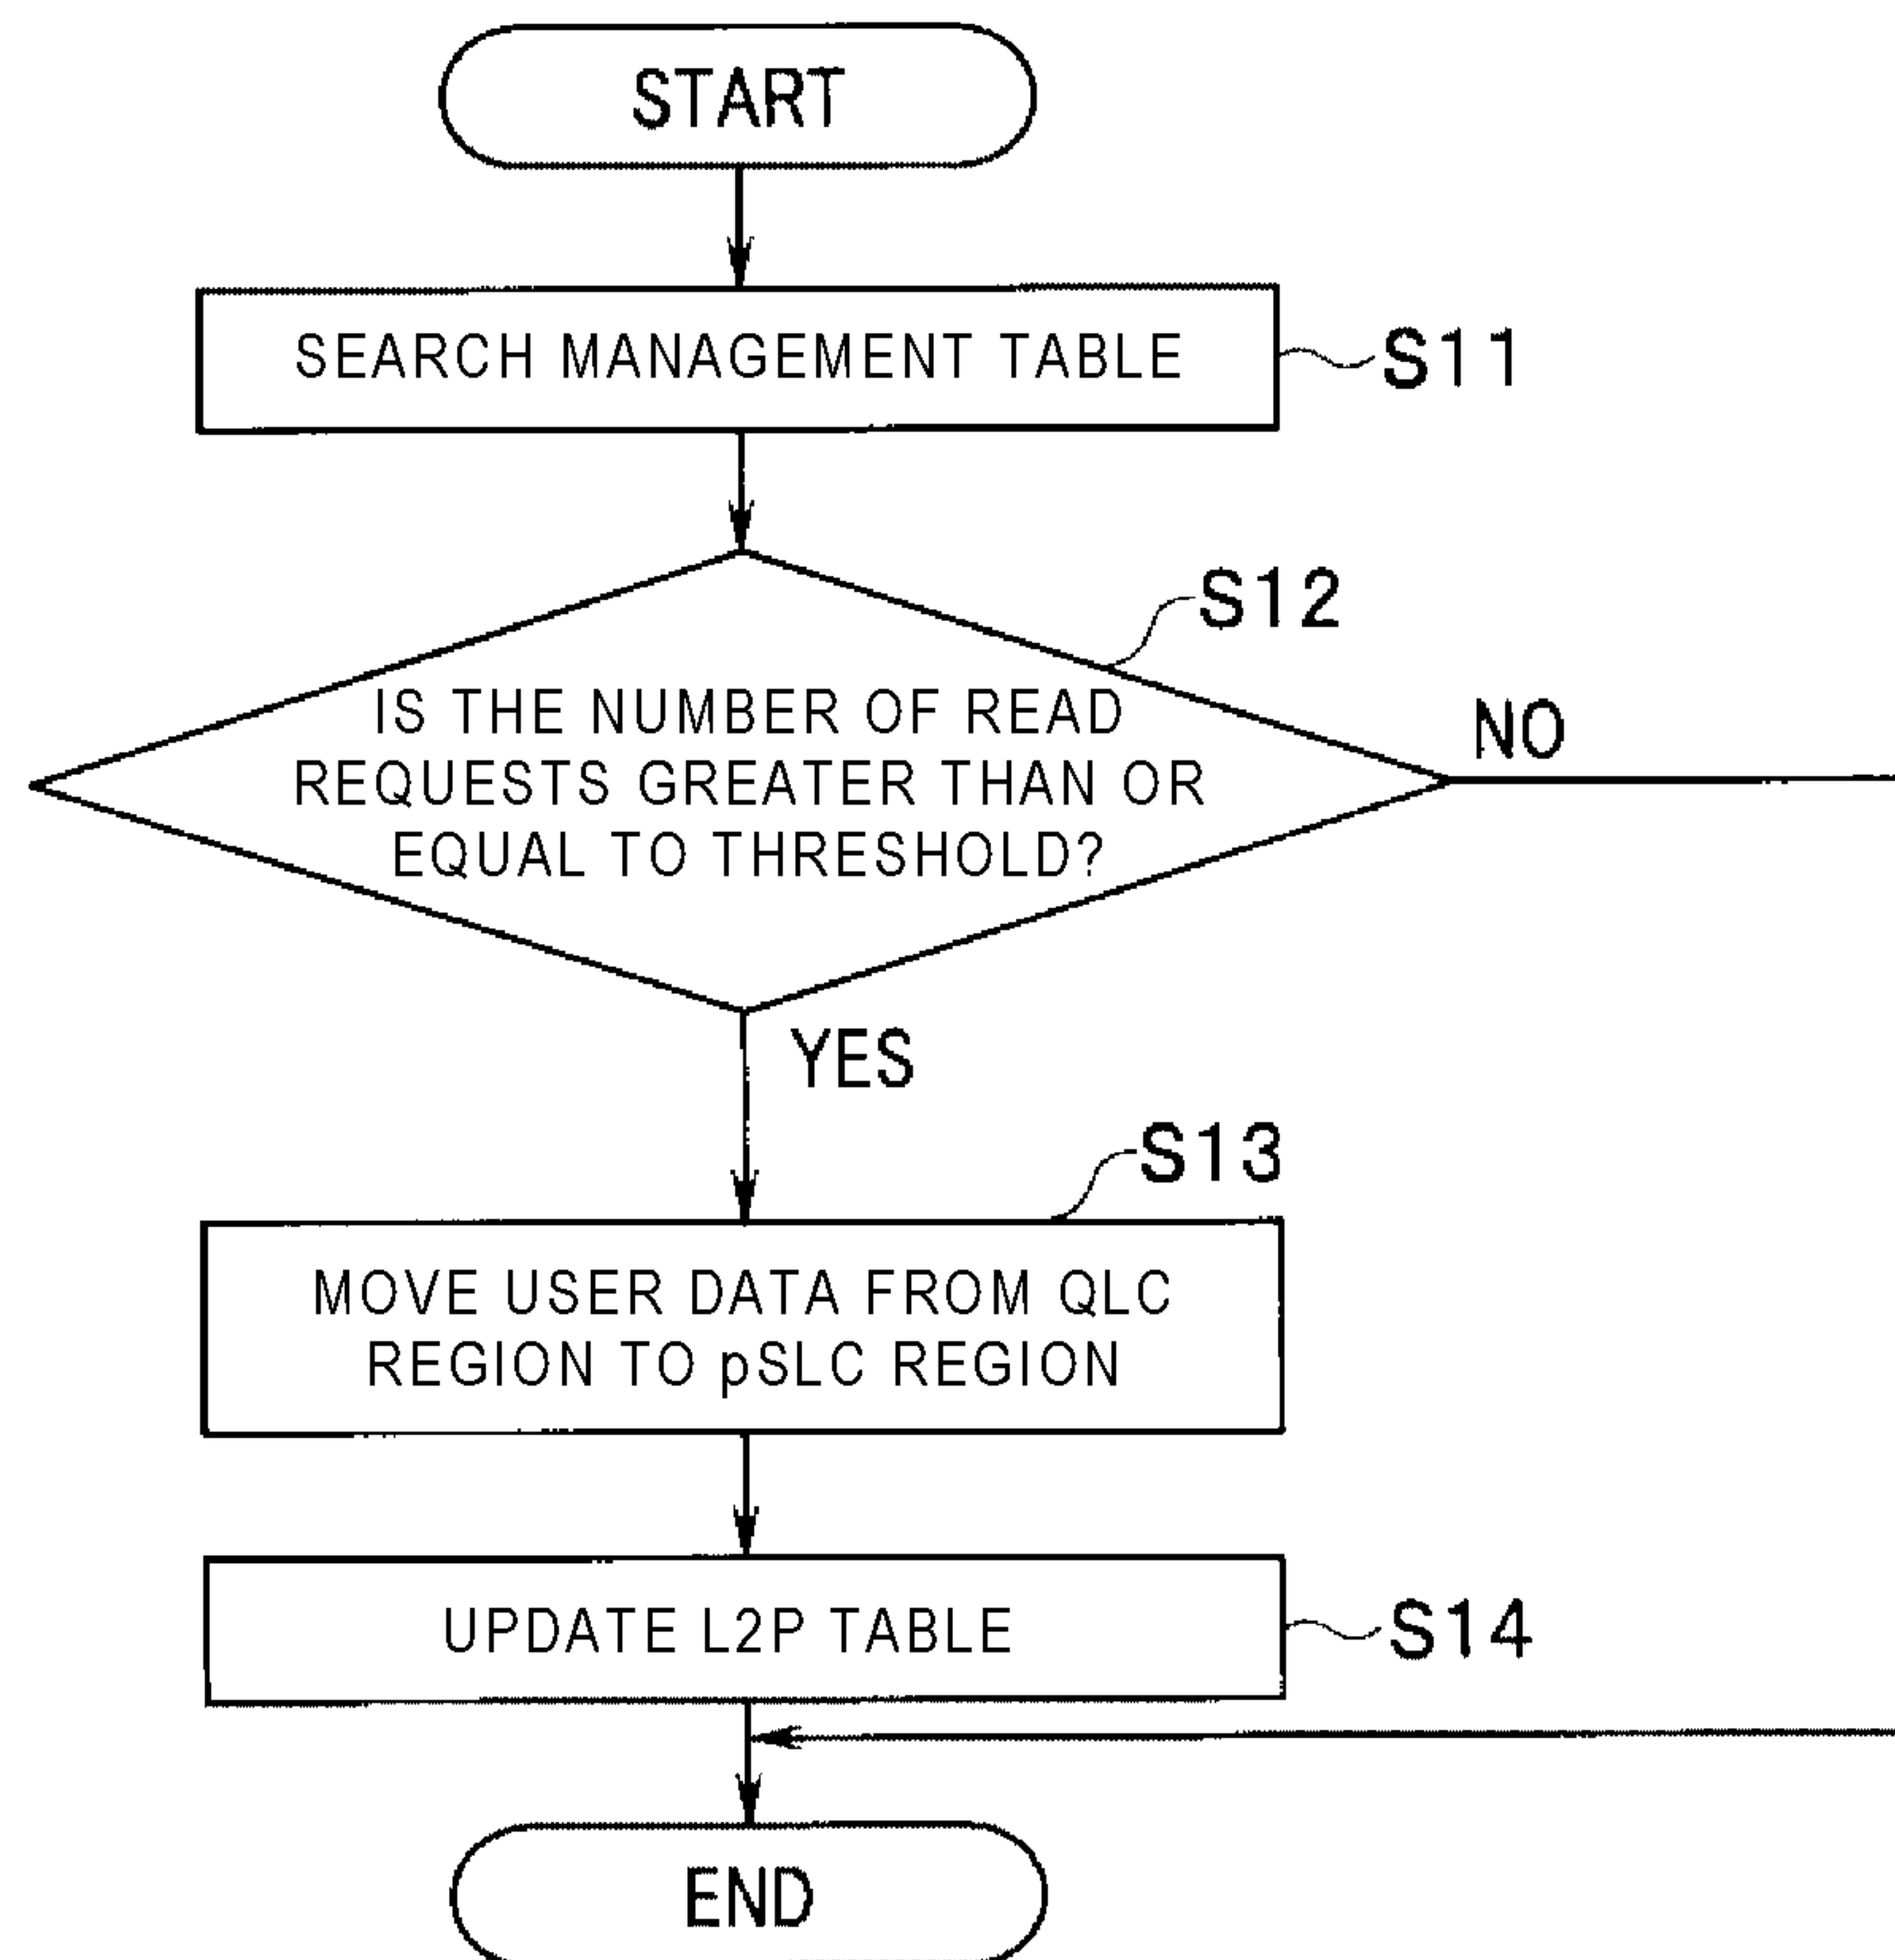 START
SEARCH MANAGEMENT TABLE
S11
S12
IS THE NUMBER OF READ
REQUESTS GREATER THAN OR
EQUAL TO THRESHOLD?
NO
YES
S13
MOVE USER DATA FROM QLC
REGION TO pSLC REGION
UPDATE L2P TABLE
S14
END